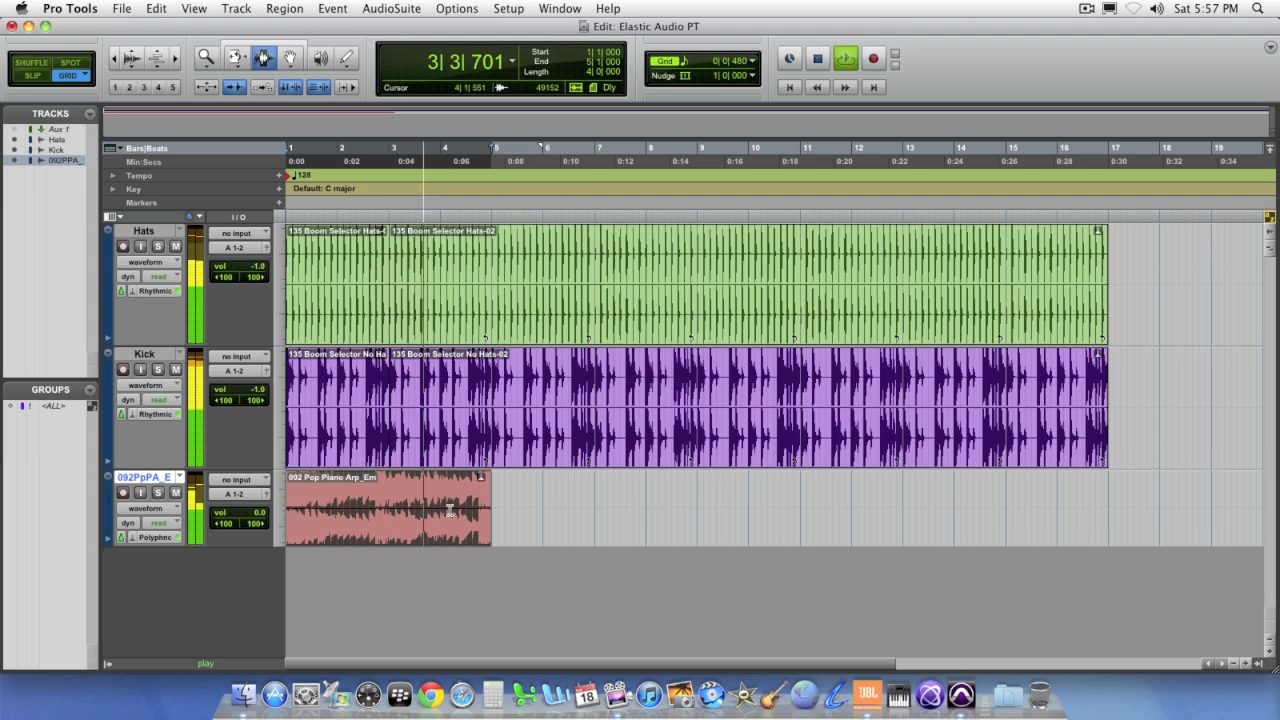 Pro Tools File Edit View Track Region Event AudioSuite Options Setup Window Help Sat 5:57 PM
Edit: Elastic Audio PT
SHUFFLE SPOT
SLIP GRID
1 2 3 4 5
3| 3| 701
Start 1| 1| 000
End 5| 1| 000
Length 4| 0| 000
Cursor 4| 1| 551 49152 Dly
Grid 0| 0| 480
Nudge 1| 0| 000
TRACKS
Aux 1
Hats
Kick
092PPA_
GROUPS
! <ALL>
Bars|Beats 1 2 3 4 5 6 7 8 9 10 11 12 13 14 15 16 17 18 19
Min:Secs 0:00 0:02 0:04 0:06 0:08 0:10 0:12 0:14 0:16 0:18 0:20 0:22 0:24 0:26 0:28 0:30 0:32 0:34
Tempo 128
Key Default: C major
Markers
I / O
Hats no input 135 Boom Selector Hats-0 135 Boom Selector Hats-02
I S M A 1-2
waveform vol -1.0
dyn read 100 100
Rhythmic
Kick no input 135 Boom Selector No Ha 135 Boom Selector No Hats-02
I S M A 1-2
waveform vol -1.0
dyn read 100 100
Rhythmic
092PpPA_E no input 092 Pop Piano Arp_Em
I S M A 1-2
waveform vol 0.0
dyn read 100 100
Polyphnc
play
18
JBL